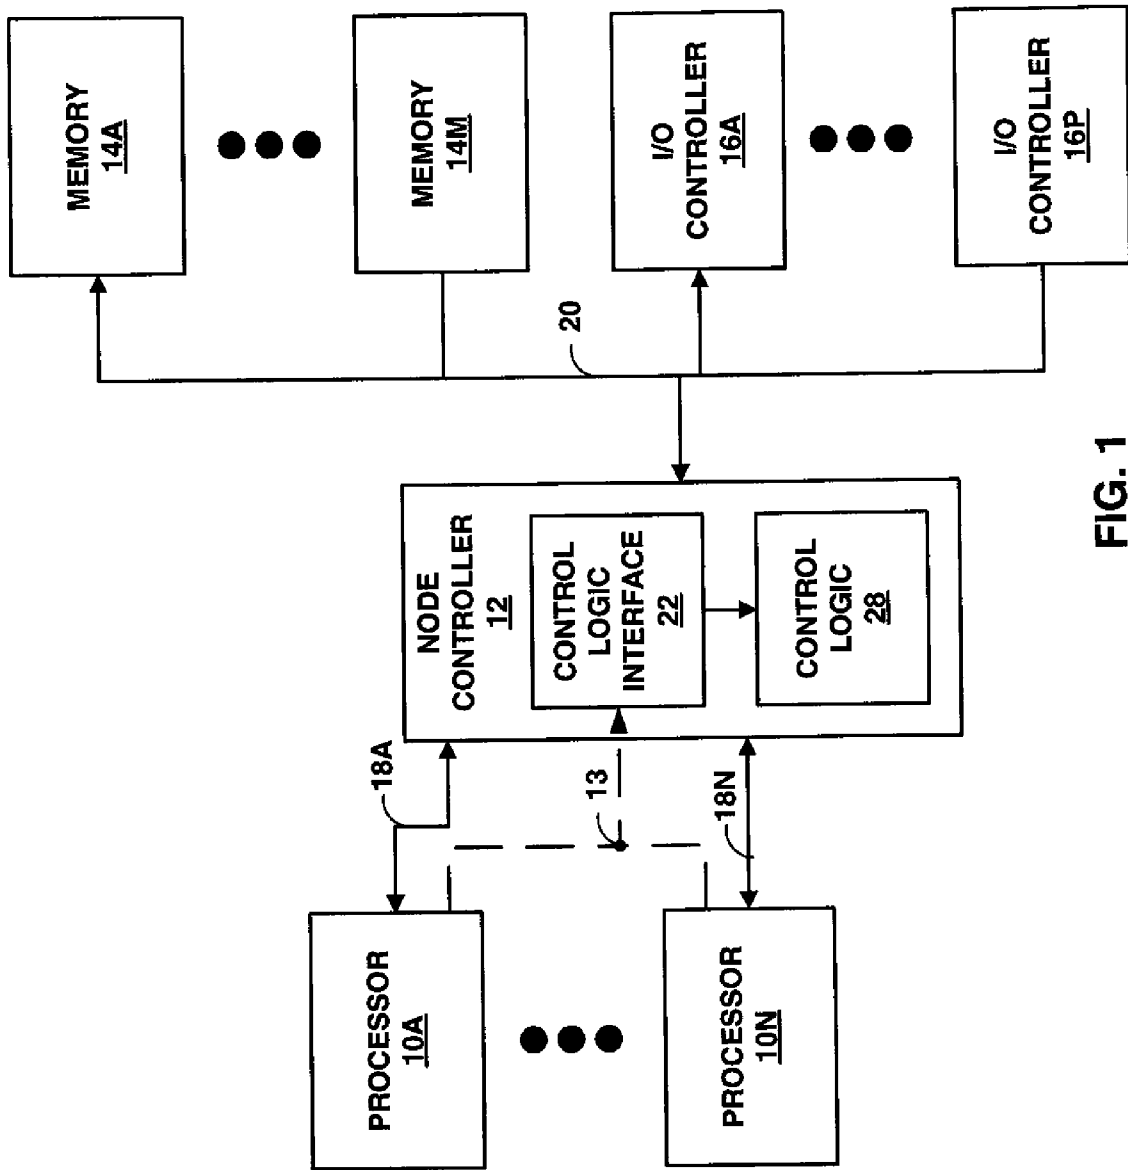 MEMORY
14A
MEMORY
14M
I/O
CONTROLLER
16A
I/O
CONTROLLER
16P
20
NODE
CONTROLLER
12
CONTROL
LOGIC
INTERFACE
22
CONTROL
LOGIC
28
18A
13
18N
PROCESSOR
10A
PROCESSOR
10N
FIG. 1